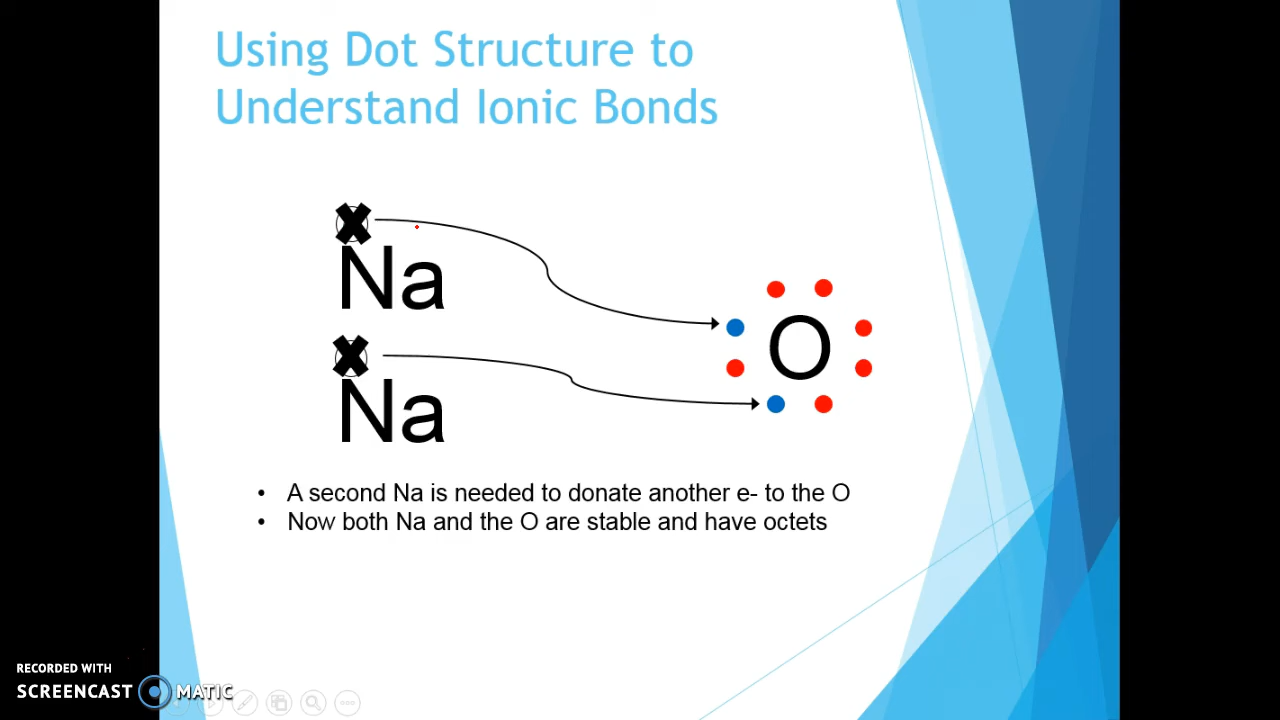 Using Dot Structure to
Understand Ionic Bonds
Na
O
Na
• A second Na is needed to donate another e- to the O
• Now both Na and the O are stable and have octets
RECORDED WITH
SCREENCAST MATIC